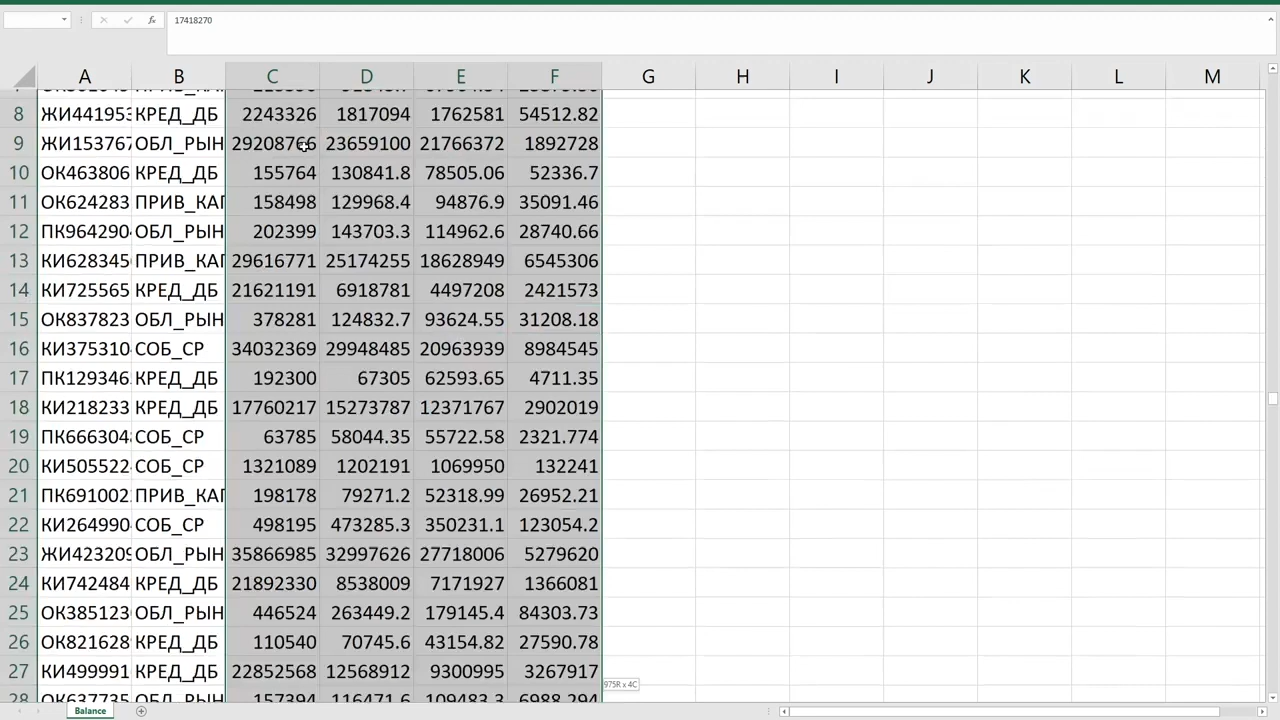 fx 17418270
A B C D E F G H I J K L M
8 ЖИ441953 КРЕД_ДБ 2243326 1817094 1762581 54512.82
9 ЖИ153767 ОБЛ_РЫН 29208766 23659100 21766372 1892728
10 ОК463806 КРЕД_ДБ 155764 130841.8 78505.06 52336.7
11 ОК624283 ПРИВ_КАП 158498 129968.4 94876.9 35091.46
12 ПК964290 ОБЛ_РЫН 202399 143703.3 114962.6 28740.66
13 КИ628345 ПРИВ_КАП 29616771 25174255 18628949 6545306
14 КИ725565 КРЕД_ДБ 21621191 6918781 4497208 2421573
15 ОК837823 ОБЛ_РЫН 378281 124832.7 93624.55 31208.18
16 КИ375310 СОБ_СР 34032369 29948485 20963939 8984545
17 ПК129346 КРЕД_ДБ 192300 67305 62593.65 4711.35
18 КИ218233 КРЕД_ДБ 17760217 15273787 12371767 2902019
19 ПК666304 СОБ_СР 63785 58044.35 55722.58 2321.774
20 КИ505522 СОБ_СР 1321089 1202191 1069950 132241
21 ПК691002 ПРИВ_КАП 198178 79271.2 52318.99 26952.21
22 КИ264990 СОБ_СР 498195 473285.3 350231.1 123054.2
23 ЖИ423209 ОБЛ_РЫН 35866985 32997626 27718006 5279620
24 КИ742484 КРЕД_ДБ 21892330 8538009 7171927 1366081
25 ОК385123 ОБЛ_РЫН 446524 263449.2 179145.4 84303.73
26 ОК821628 КРЕД_ДБ 110540 70745.6 43154.82 27590.78
27 КИ499991 КРЕД_ДБ 22852568 12568912 9300995 3267917
28 ОК637735 ОБЛ_РЫН 157394 116471.6 109483.3 6988.294
975R x 4C
Balance